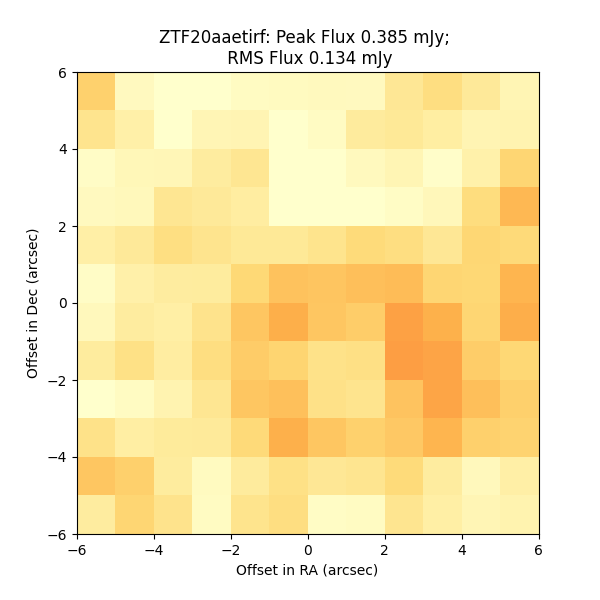 ZTF20aaetirf: Peak Flux 0.385 mJy;
RMS Flux 0.134 mJy
6
4
2
0
−2
−4
−6
Offset in Dec (arcsec)
−6 −4 −2 0 2 4 6
Offset in RA (arcsec)